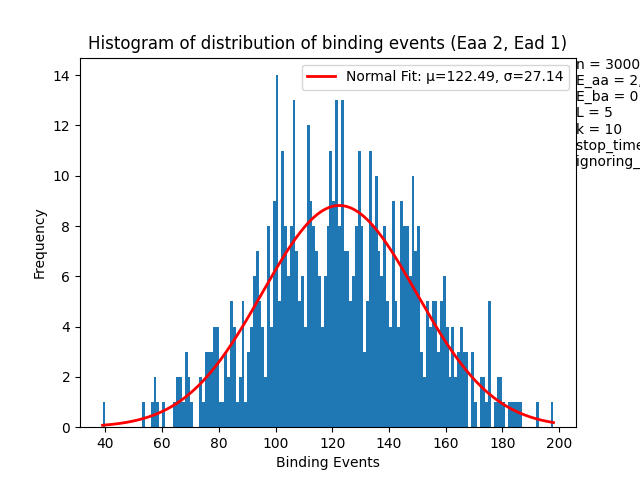 Histogram of distribution of binding events (Eaa 2, Ead 1)
Normal Fit: μ=122.49, σ=27.14
n = 3000
E_aa = 2,
E_ba = 0
L = 5
k = 10
stop_time
ignoring_
Frequency
14
12
10
8
6
4
2
0
40 60 80 100 120 140 160 180 200
Binding Events